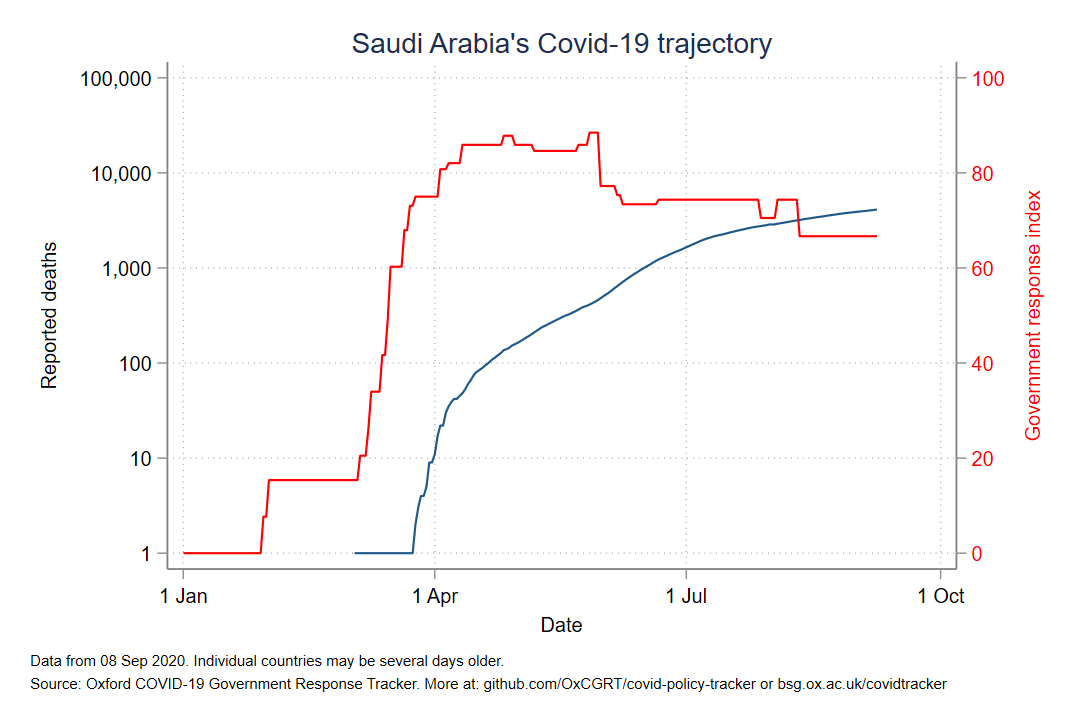 Saudi Arabia's Covid-19 trajectory
100,000
10,000
1,000
100
10
1
Reported deaths
100
80
60
40
20
0
Government response index
1 Jan
1 Apr
1 Jul
1 Oct
Date
Data from 08 Sep 2020. Individual countries may be several days older.
Source: Oxford COVID-19 Government Response Tracker. More at: github.com/OxCGRT/covid-policy-tracker or bsg.ox.ac.uk/covidtracker